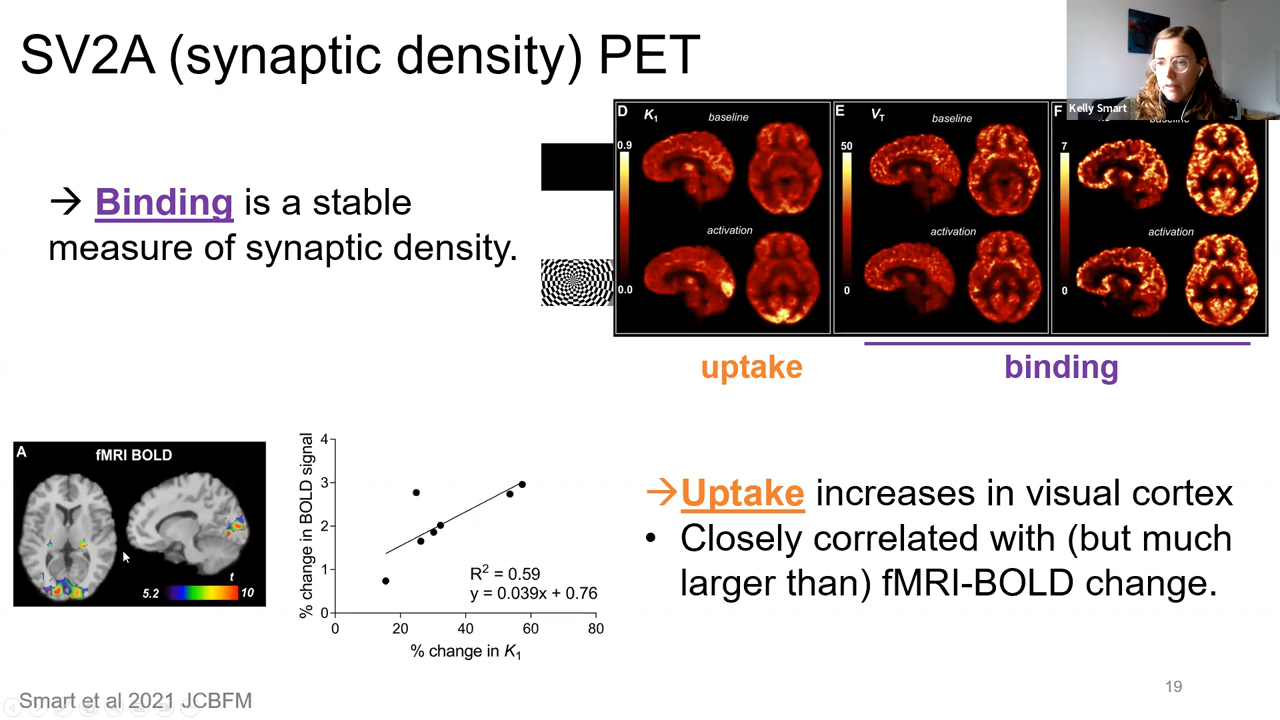 SV2A (synaptic density) PET
Kelly Smart
→ Binding is a stable
measure of synaptic density.
D K1 baseline
0.9
activation
0.0
E VT baseline
50
activation
0
F baseline
7
activation
0
uptake
binding
A fMRI BOLD
5.2 t 10
% change in BOLD signal
4
3
2
1
0
R2 = 0.59
y = 0.039x + 0.76
0 20 40 60 80
% change in K1
→Uptake increases in visual cortex
• Closely correlated with (but much
larger than) fMRI-BOLD change.
Smart et al 2021 JCBFM
19